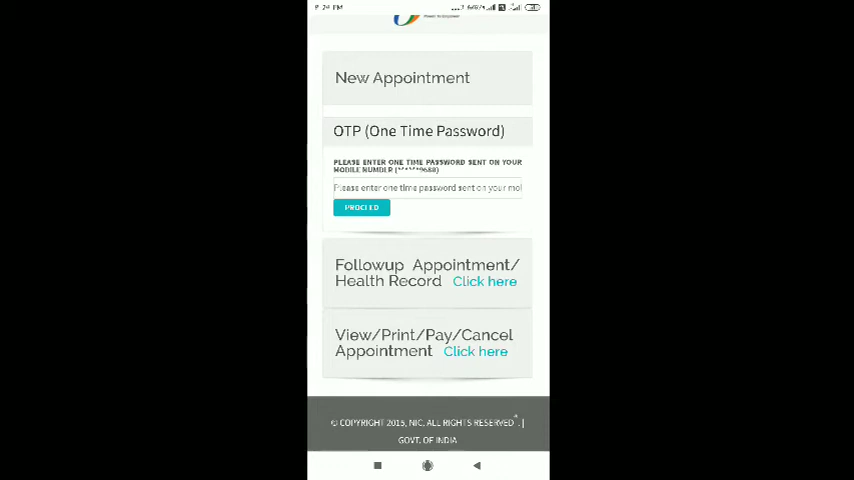 New Appointment
OTP (One Time Password)
PLEASE ENTER ONE TIME PASSWORD SENT ON YOUR
MOBILE NUMBER (******9688)
Please enter one time password sent on your mol
PROCEED
Followup Appointment/
Health Record Click here
View/Print/Pay/Cancel
Appointment Click here
© COPYRIGHT 2015, NIC, ALL RIGHTS RESERVED. |
GOVT. OF INDIA